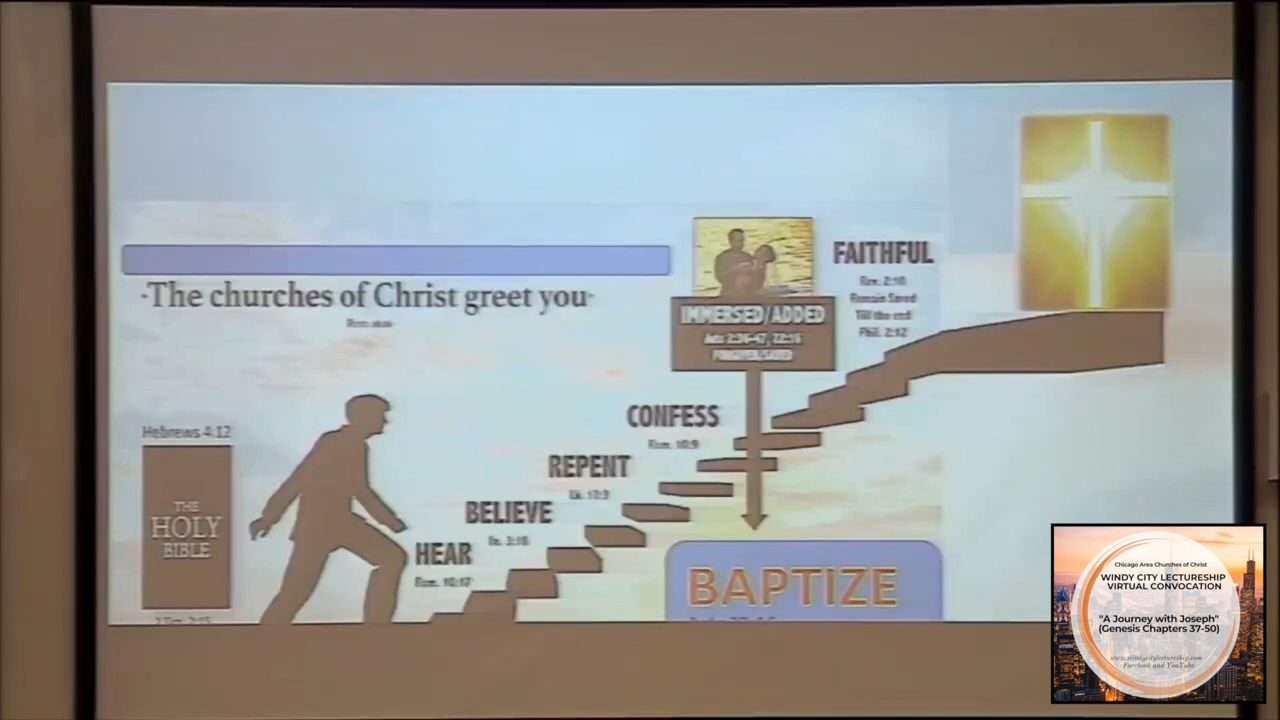 -The churches of Christ greet you-
Hebrews 4:12
THE
HOLY
BIBLE
HEAR
Rom. 10:17
BELIEVE
REPENT
CONFESS
Rom. 10:9
IMMERSED/ADDED
BAPTIZE
FAITHFUL
Rev. 2:10
Remain Saved
Till the end
Phil. 2:12
Chicago Area Churches of Christ
WINDY CITY LECTURESHIP
VIRTUAL CONVOCATION
"A Journey with Joseph"
(Genesis Chapters 37-50)
www.windycitylectureship.com
Facebook and YouTube